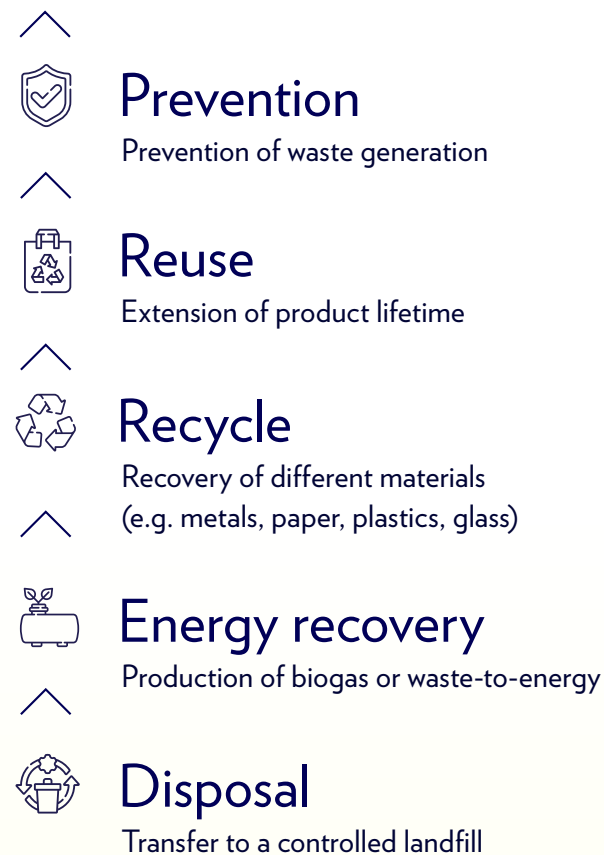 Prevention
Prevention of waste generation
Reuse
Extension of product lifetime
Recycle
Recovery of different materials
(e.g. metals, paper, plastics, glass)
Energy recovery
Production of biogas or waste-to-energy
Disposal
Transfer to a controlled landfill